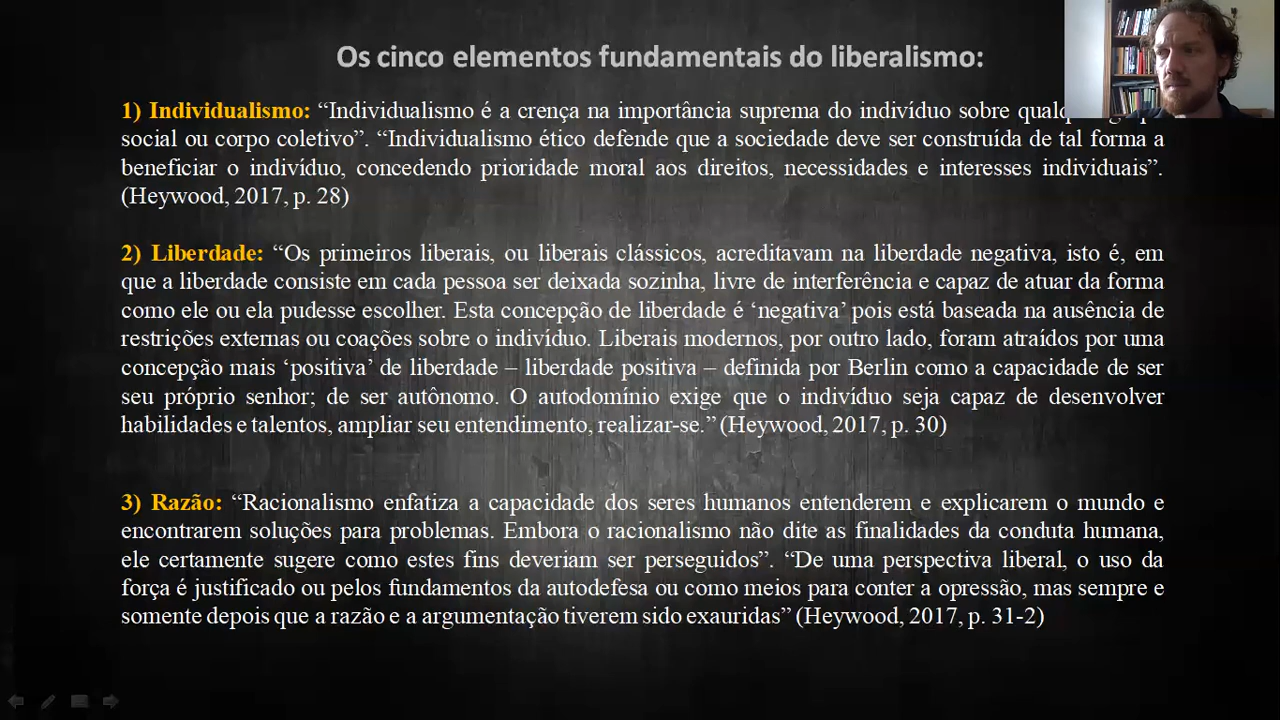 Os cinco elementos fundamentais do liberalismo:
1) Individualismo: “Individualismo é a crença na importância suprema do indivíduo sobre
social ou corpo coletivo”. “Individualismo ético defende que a sociedade deve ser construída de tal forma a
beneficiar o indivíduo, concedendo prioridade moral aos direitos, necessidades e interesses individuais”.
(Heywood, 2017, p. 28)
2) Liberdade: “Os primeiros liberais, ou liberais clássicos, acreditavam na liberdade negativa, isto é, em
que a liberdade consiste em cada pessoa ser deixada sozinha, livre de interferência e capaz de atuar da forma
como ele ou ela pudesse escolher. Esta concepção de liberdade é ‘negativa’ pois está baseada na ausência de
restrições externas ou coações sobre o indivíduo. Liberais modernos, por outro lado, foram atraídos por uma
concepção mais ‘positiva’ de liberdade – liberdade positiva – definida por Berlin como a capacidade de ser
seu próprio senhor; de ser autônomo. O autodomínio exige que o indivíduo seja capaz de desenvolver
habilidades e talentos, ampliar seu entendimento, realizar-se.” (Heywood, 2017, p. 30)
3) Razão: “Racionalismo enfatiza a capacidade dos seres humanos entenderem e explicarem o mundo e
encontrarem soluções para problemas. Embora o racionalismo não dite as finalidades da conduta humana,
ele certamente sugere como estes fins deveriam ser perseguidos”. “De uma perspectiva liberal, o uso da
força é justificado ou pelos fundamentos da autodefesa ou como meios para conter a opressão, mas sempre e
somente depois que a razão e a argumentação tiverem sido exauridas” (Heywood, 2017, p. 31-2)